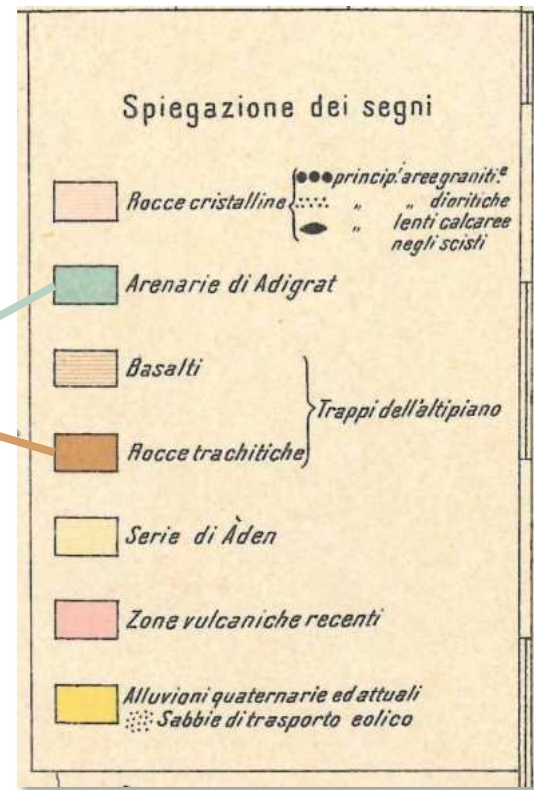 Spiegazione dei segni
Rocce cristalline
princip. aree graniti.e
„ „ dioritiche
„ lenti calcaree
negli scisti
Arenarie di Adigrat
Basalti
Rocce trachitiche
Trappi dell'altipiano
Serie di Àden
Zone vulcaniche recenti
Alluvioni quaternarie ed attuali
Sabbie di trasporto eolico